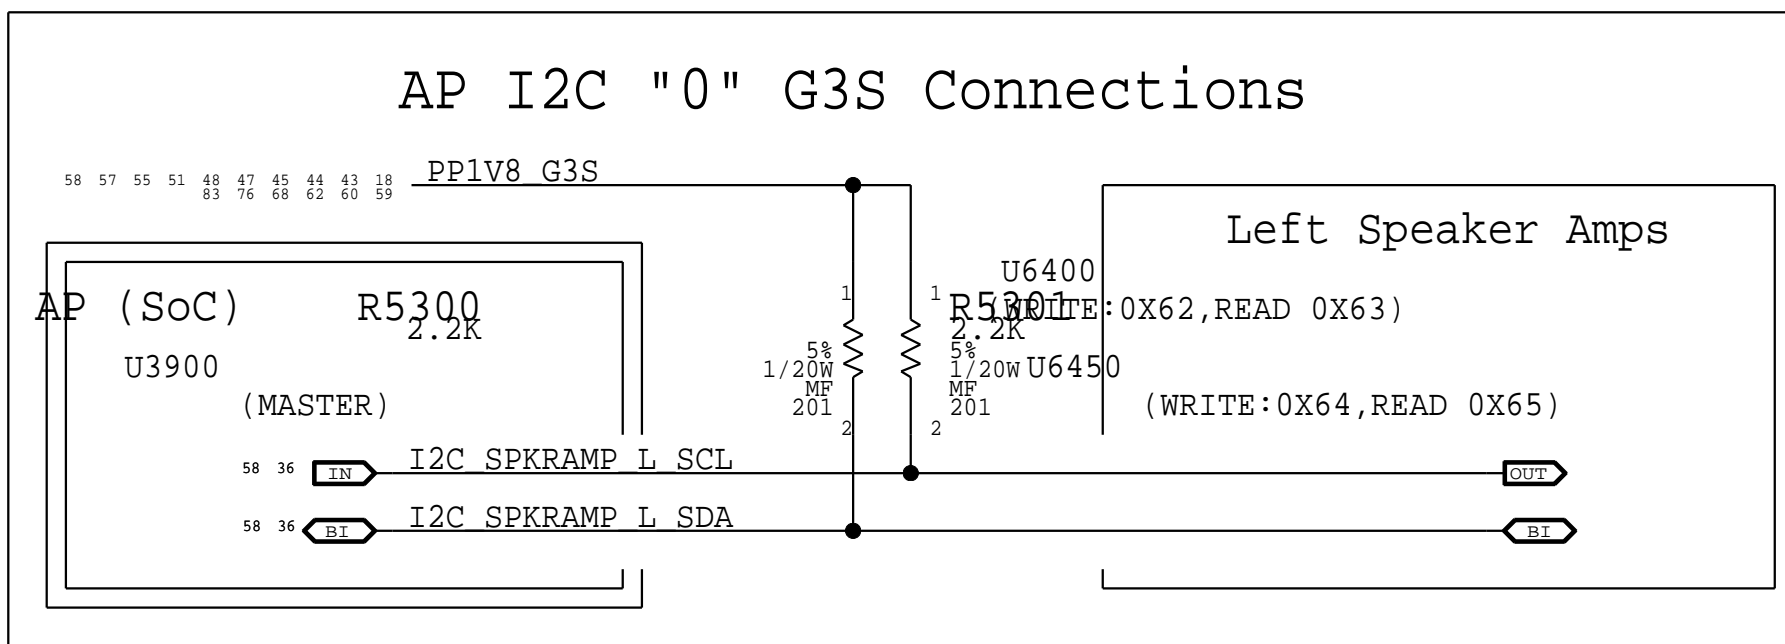 AP I2C "0" G3S Connections
PP1V8_G3S
58 57 55 51 48 47 45 44 43 18
83 76 68 62 60 59
Left Speaker Amps
U6400
AP (SoC)
R5300
2.2K
1
1
R5301
2.2K
(WRITE:0X62,READ 0X63)
U3900
5%
1/20W
MF
201
5%
1/20W
MF
201
U6450
(MASTER)
(WRITE:0X64,READ 0X65)
2
2
58 36
IN
I2C_SPKRAMP_L_SCL
OUT
58 36
BI
I2C_SPKRAMP_L_SDA
BI